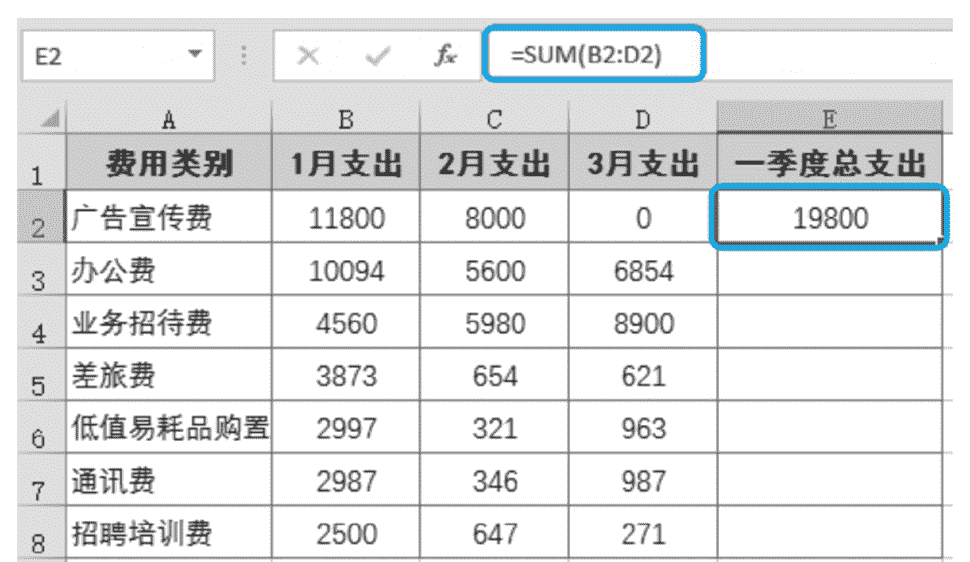 E2 fx =SUM(B2:D2)
A B C D E
1 费用类别 1月支出 2月支出 3月支出 一季度总支出
2 广告宣传费 11800 8000 0 19800
3 办公费 10094 5600 6854
4 业务招待费 4560 5980 8900
5 差旅费 3873 654 621
6 低值易耗品购置 2997 321 963
7 通讯费 2987 346 987
8 招聘培训费 2500 647 271